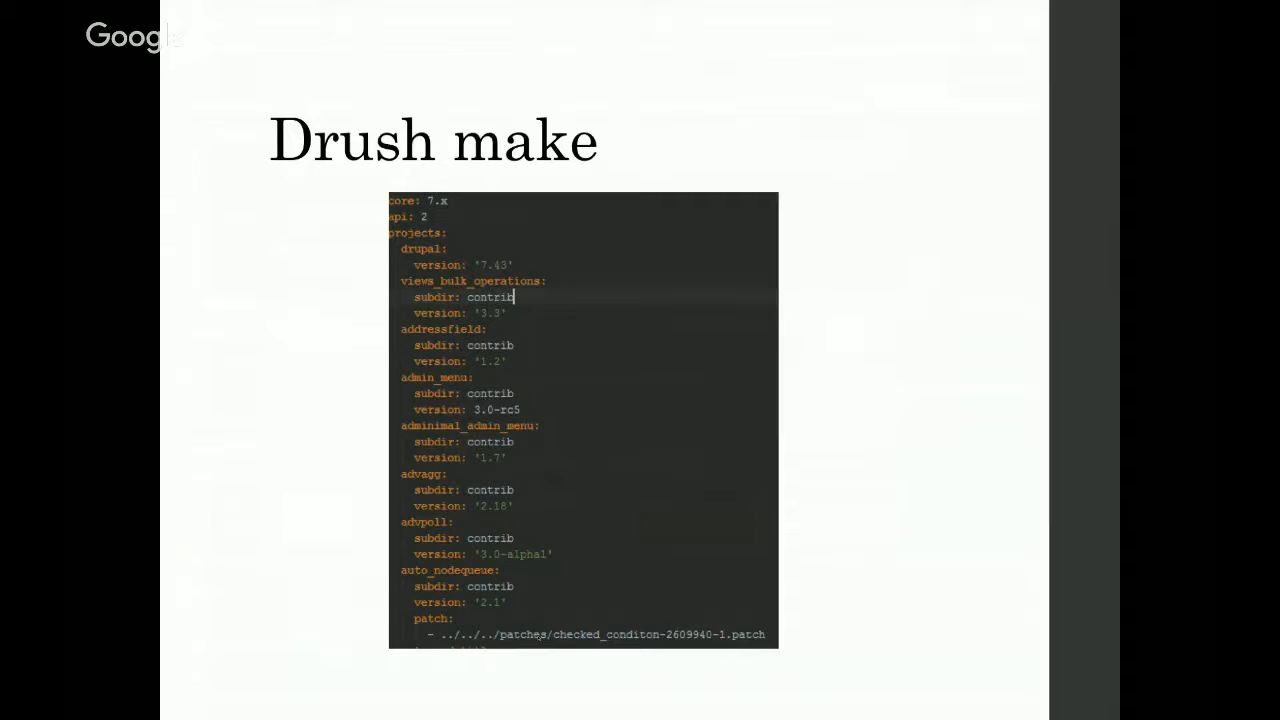 Google
Drush make
core: 7.x
api: 2
projects:
drupal:
version: '7.43'
views_bulk_operations:
subdir: contrib
version: '3.3'
addressfield:
subdir: contrib
version: '1.2'
admin_menu:
subdir: contrib
version: 3.0-rc5
adminimal_admin_menu:
subdir: contrib
version: '1.7'
advagg:
subdir: contrib
version: '2.18'
advpoll:
subdir: contrib
version: '3.0-alpha1'
auto_nodequeue:
subdir: contrib
version: '2.1'
patch:
- ../../../patches/checked_conditon-2609940-1.patch